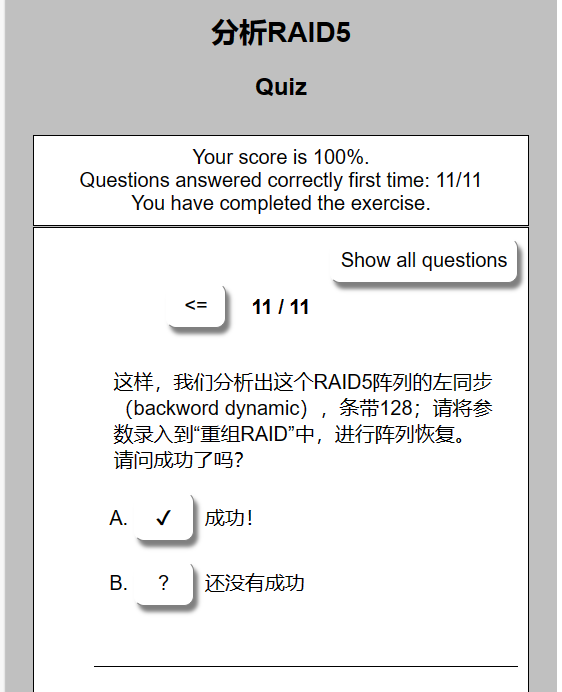 分析RAID5
Quiz
Your score is 100%.
Questions answered correctly first time: 11/11
You have completed the exercise.
Show all questions
<= 11 / 11
这样，我们分析出这个RAID5阵列的左同步
（backword dynamic），条带128；请将参
数录入到“重组RAID”中，进行阵列恢复。
请问成功了吗？
A. ✔ 成功！
B. ? 还没有成功